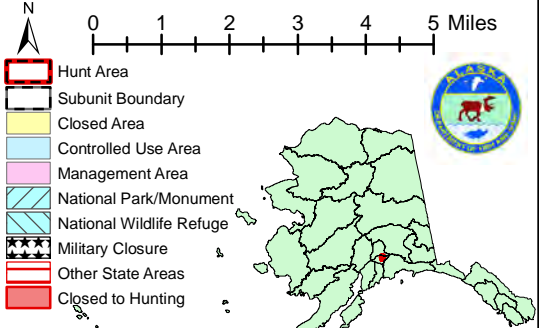 N
0 1 2 3 4 5 Miles
Hunt Area
Subunit Boundary
Closed Area
Controlled Use Area
Management Area
National Park/Monument
National Wildlife Refuge
Military Closure
Other State Areas
Closed to Hunting
ALASKA